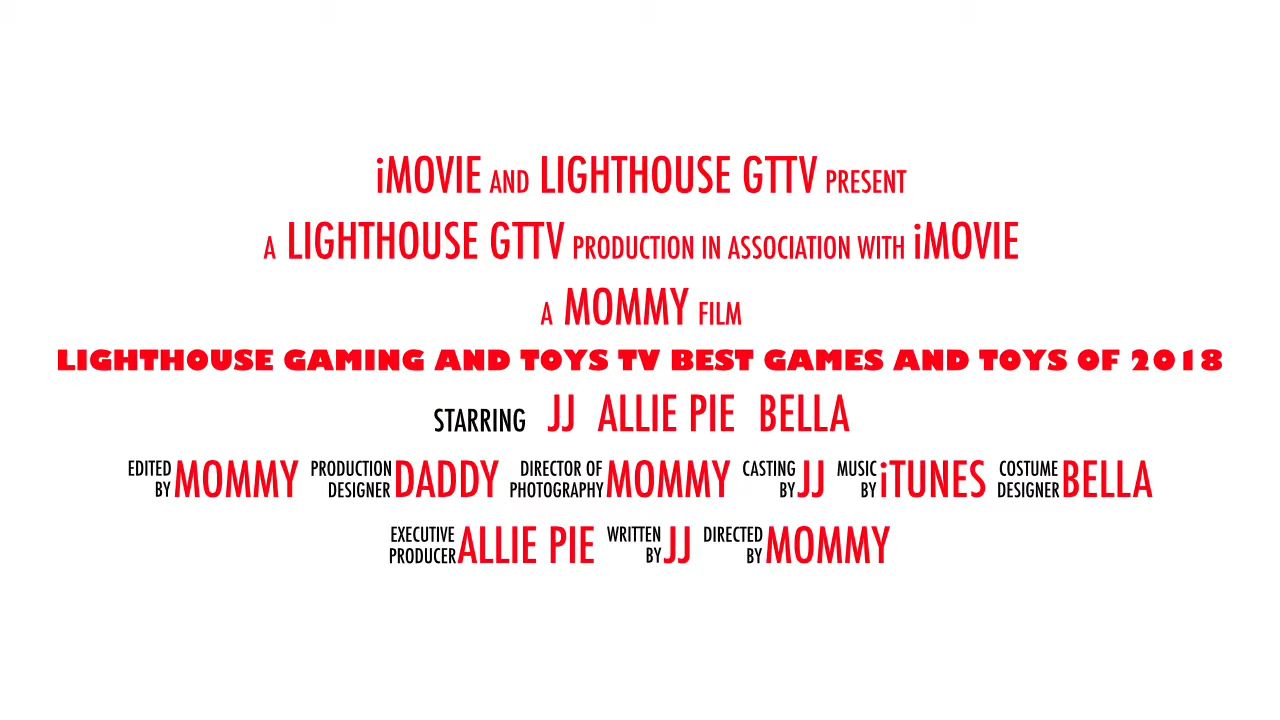 iMOVIE AND LIGHTHOUSE GTTV PRESENT
A LIGHTHOUSE GTTV PRODUCTION IN ASSOCIATION WITH iMOVIE
A MOMMY FILM
LIGHTHOUSE GAMING AND TOYS TV BEST GAMES AND TOYS OF 2018
STARRING JJ ALLIE PIE BELLA
EDITED BY MOMMY PRODUCTION DESIGNER DADDY DIRECTOR OF PHOTOGRAPHY MOMMY CASTING BY JJ MUSIC BY iTUNES COSTUME DESIGNER BELLA
EXECUTIVE PRODUCER ALLIE PIE WRITTEN BY JJ DIRECTED BY MOMMY